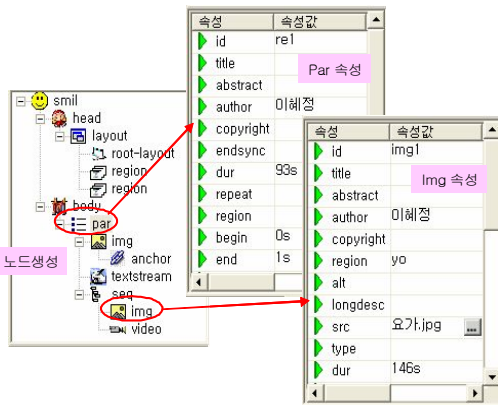 smil
head
layout
root-layout
region
region
body
par
img
anchor
textstream
seq
img
video
노드생성
속성 속성값
id re1
title
abstract
author 이혜정
copyright
endsync
dur 93s
repeat
region
begin 0s
end 1s
Par 속성
속성 속성값
id img1
title
abstract
author 이혜정
copyright
region yo
alt
longdesc
src 요가.jpg ...
type
dur 146s
Img 속성